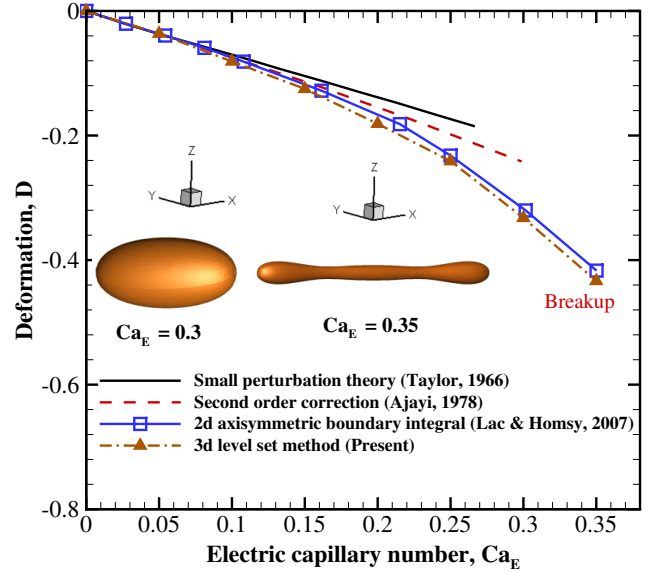 0
-0.2
-0.4
-0.6
-0.8
Deformation, D
Z
Y
X
Z
Y
X
Ca_E = 0.3
Ca_E = 0.35
Breakup
Small perturbation theory (Taylor, 1966)
Second order correction (Ajayi, 1978)
2d axisymmetric boundary integral (Lac & Homsy, 2007)
3d level set method (Present)
0 0.05 0.1 0.15 0.2 0.25 0.3 0.35
Electric capillary number, Ca_E